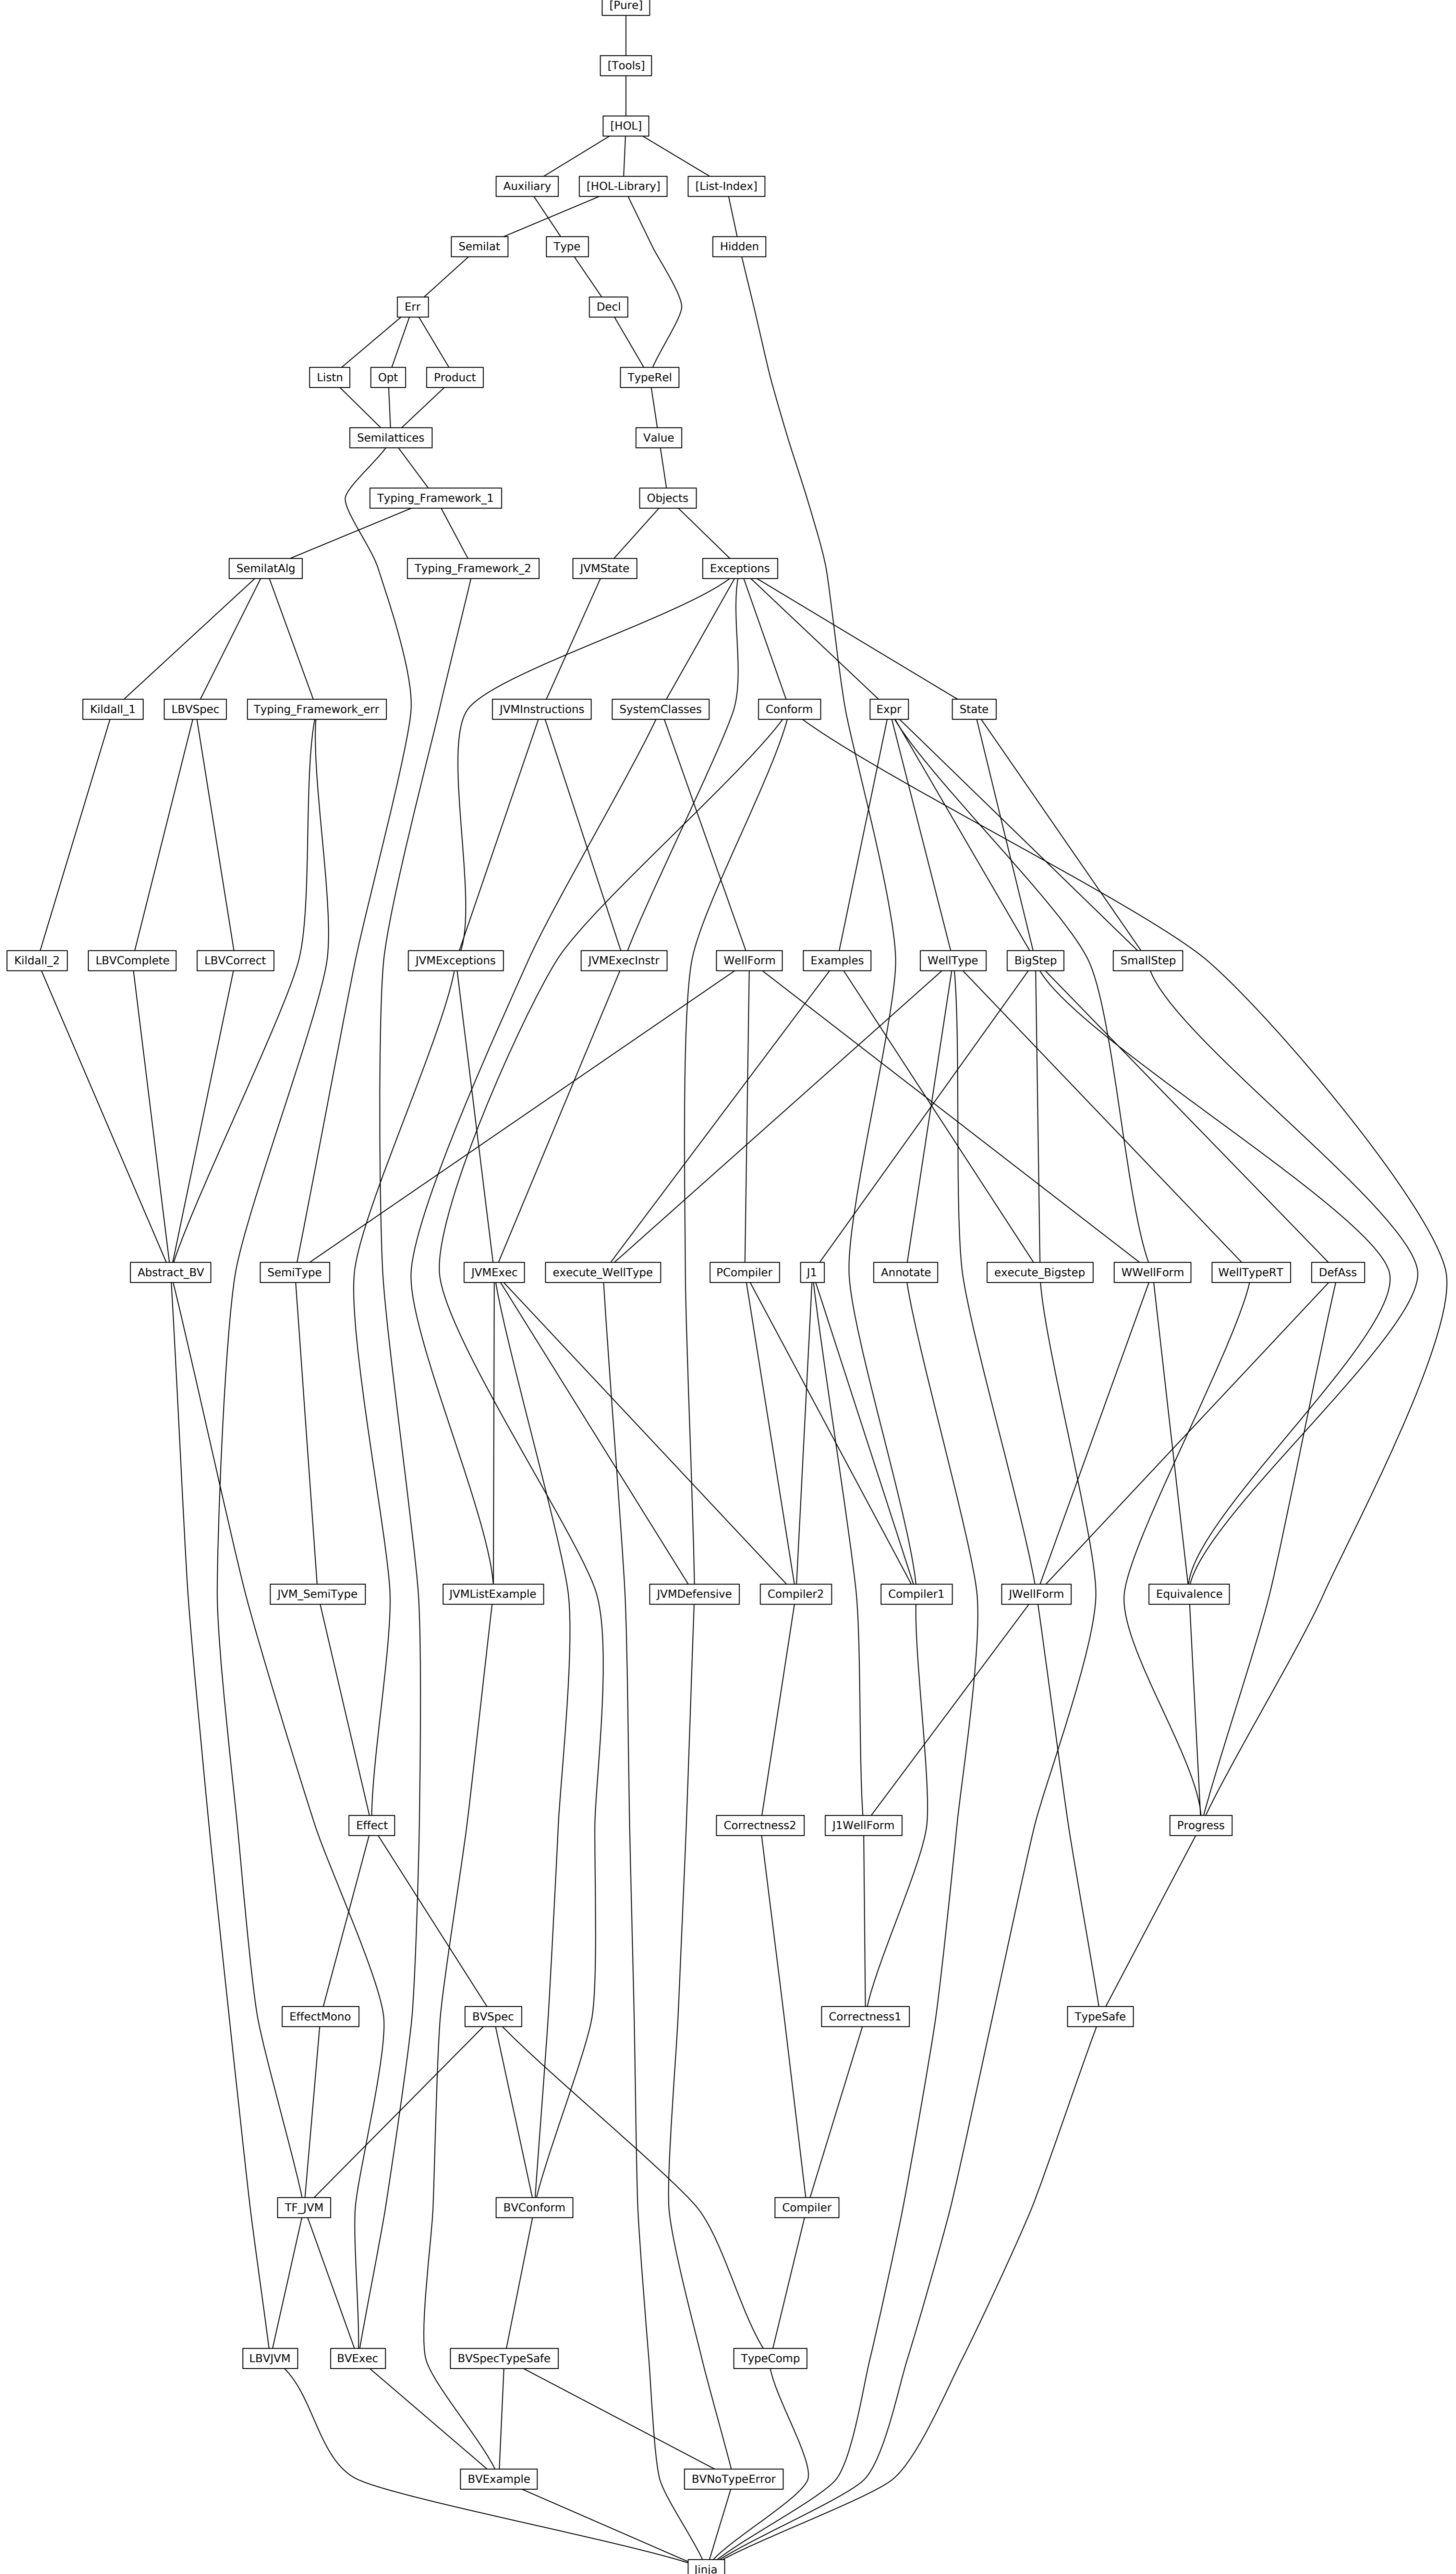 [Pure]
[Tools]
[HOL]
Auxiliary
[HOL-Library]
[List-Index]
Semilat
Type
Hidden
Err
Decl
Listn
Opt
Product
TypeRel
Semilattices
Value
Typing_Framework_1
Objects
SemilatAlg
Typing_Framework_2
JVMState
Exceptions
Kildall_1
LBVSpec
Typing_Framework_err
JVMInstructions
SystemClasses
Conform
Expr
State
Kildall_2
LBVComplete
LBVCorrect
JVMExceptions
JVMExecInstr
WellForm
Examples
WellType
BigStep
SmallStep
Abstract_BV
SemiType
JVMExec
execute_WellType
PCompiler
J1
Annotate
execute_Bigstep
WWellForm
WellTypeRT
DefAss
JVM_SemiType
JVMListExample
JVMDefensive
Compiler2
Compiler1
JWellForm
Equivalence
Effect
Correctness2
J1WellForm
Progress
EffectMono
BVSpec
Correctness1
TypeSafe
TF_JVM
BVConform
Compiler
LBVJVM
BVExec
BVSpecTypeSafe
TypeComp
BVExample
BVNoTypeError
Jinja